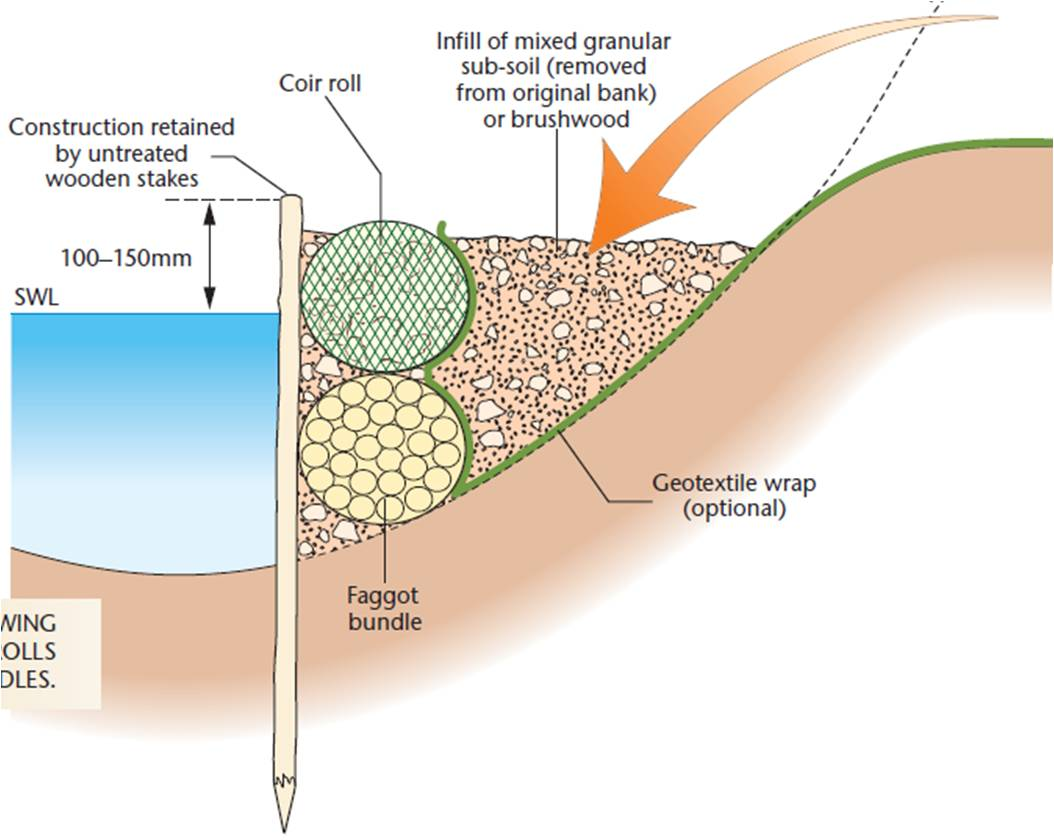 Infill of mixed granular
sub-soil (removed
from original bank)
or brushwood
Coir roll
Construction retained
by untreated
wooden stakes
100–150mm
SWL
Geotextile wrap
(optional)
Faggot
bundle
WING
OLLS
DLES.